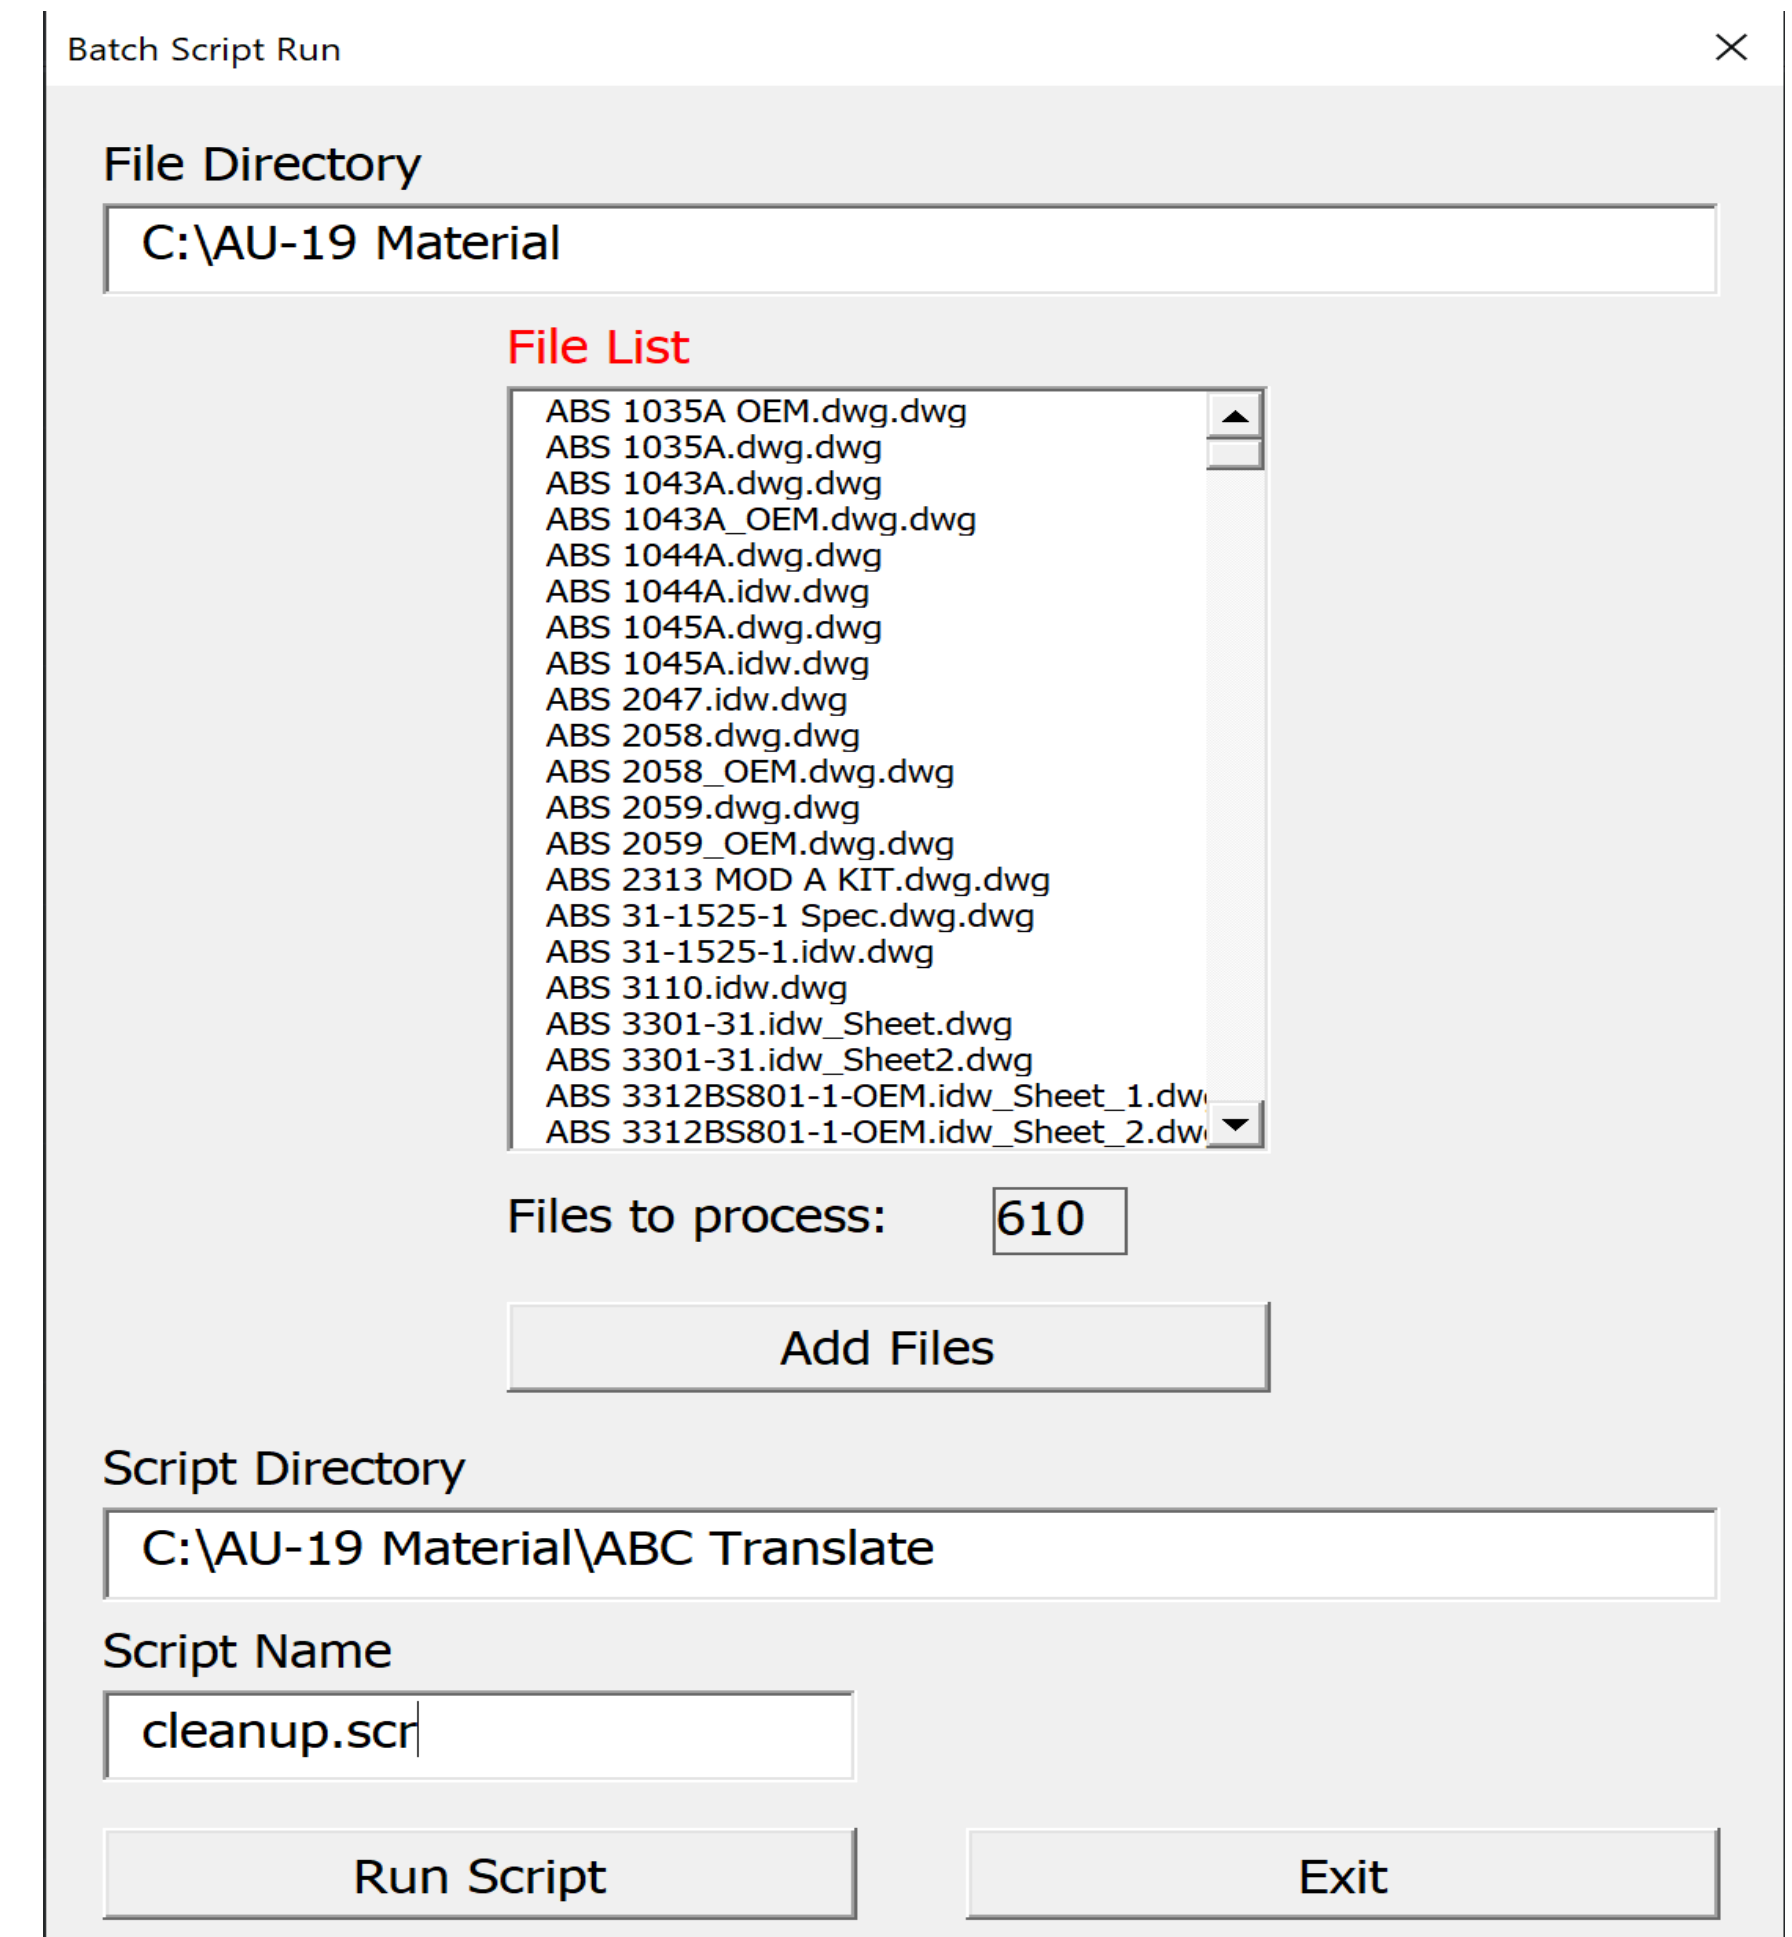 Batch Script Run
File Directory
C:\AU-19 Material
File List
ABS 1035A OEM.dwg.dwg
ABS 1035A.dwg.dwg
ABS 1043A.dwg.dwg
ABS 1043A_OEM.dwg.dwg
ABS 1044A.dwg.dwg
ABS 1044A.idw.dwg
ABS 1045A.dwg.dwg
ABS 1045A.idw.dwg
ABS 2047.idw.dwg
ABS 2058.dwg.dwg
ABS 2058_OEM.dwg.dwg
ABS 2059.dwg.dwg
ABS 2059_OEM.dwg.dwg
ABS 2313 MOD A KIT.dwg.dwg
ABS 31-1525-1 Spec.dwg.dwg
ABS 31-1525-1.idw.dwg
ABS 3110.idw.dwg
ABS 3301-31.idw_Sheet.dwg
ABS 3301-31.idw_Sheet2.dwg
ABS 3312BS801-1-OEM.idw_Sheet_1.dw
ABS 3312BS801-1-OEM.idw_Sheet_2.dw
Files to process: 610
Add Files
Script Directory
C:\AU-19 Material\ABC Translate
Script Name
cleanup.scr
Run Script Exit